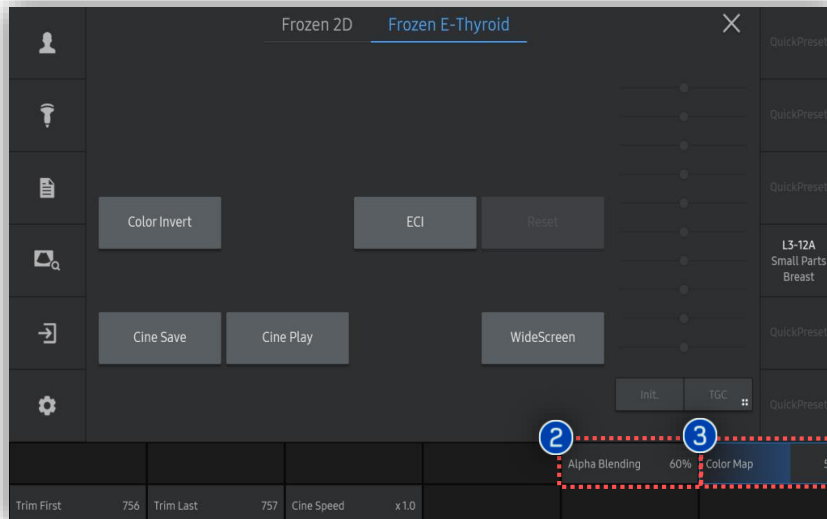 Frozen 2D Frozen E-Thyroid
QuickPreset
QuickPreset
QuickPreset
Color Invert ECI Reset
L3-12A
Small Parts
Breast
Cine Save Cine Play WideScreen
QuickPreset
Init. TGC
QuickPreset
2 3
Alpha Blending 60% Color Map 5
Trim First 756 Trim Last 757 Cine Speed x 1.0